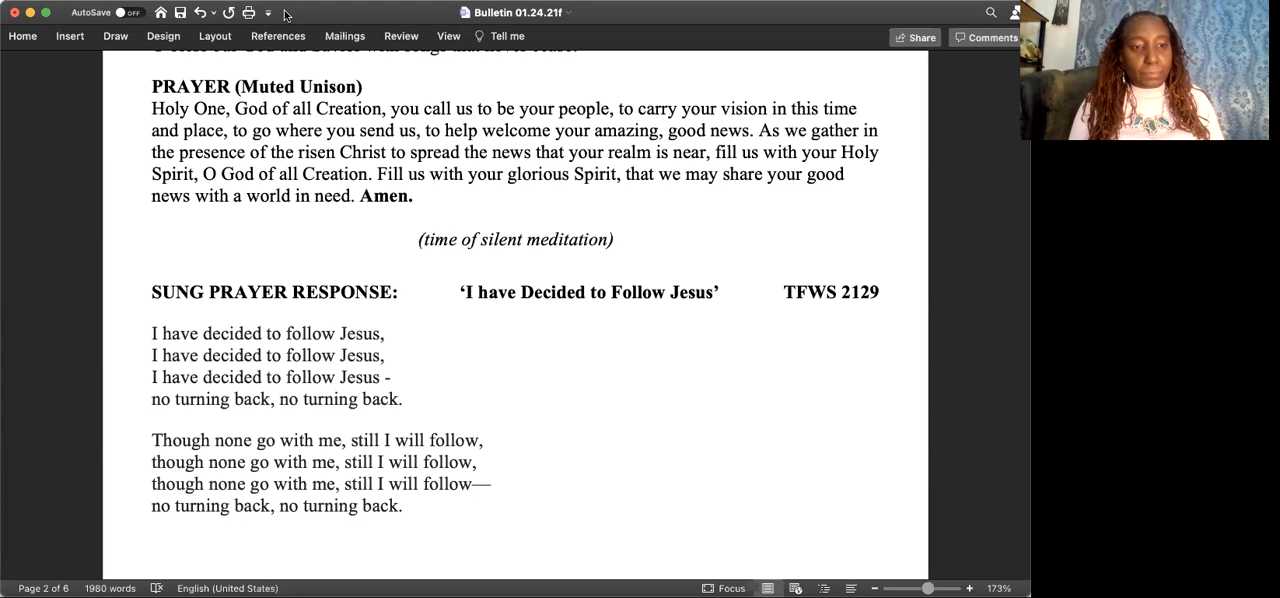 AutoSave OFF
Bulletin 01.24.21f
Home Insert Draw Design Layout References Mailings Review View Tell me Share Comments
PRAYER (Muted Unison)
Holy One, God of all Creation, you call us to be your people, to carry your vision in this time
and place, to go where you send us, to help welcome your amazing, good news. As we gather in
the presence of the risen Christ to spread the news that your realm is near, fill us with your Holy
Spirit, O God of all Creation. Fill us with your glorious Spirit, that we may share your good
news with a world in need. Amen.
(time of silent meditation)
SUNG PRAYER RESPONSE: ‘I have Decided to Follow Jesus’ TFWS 2129
I have decided to follow Jesus,
I have decided to follow Jesus,
I have decided to follow Jesus -
no turning back, no turning back.
Though none go with me, still I will follow,
though none go with me, still I will follow,
though none go with me, still I will follow—
no turning back, no turning back.
Page 2 of 6 1980 words English (United States) Focus 173%